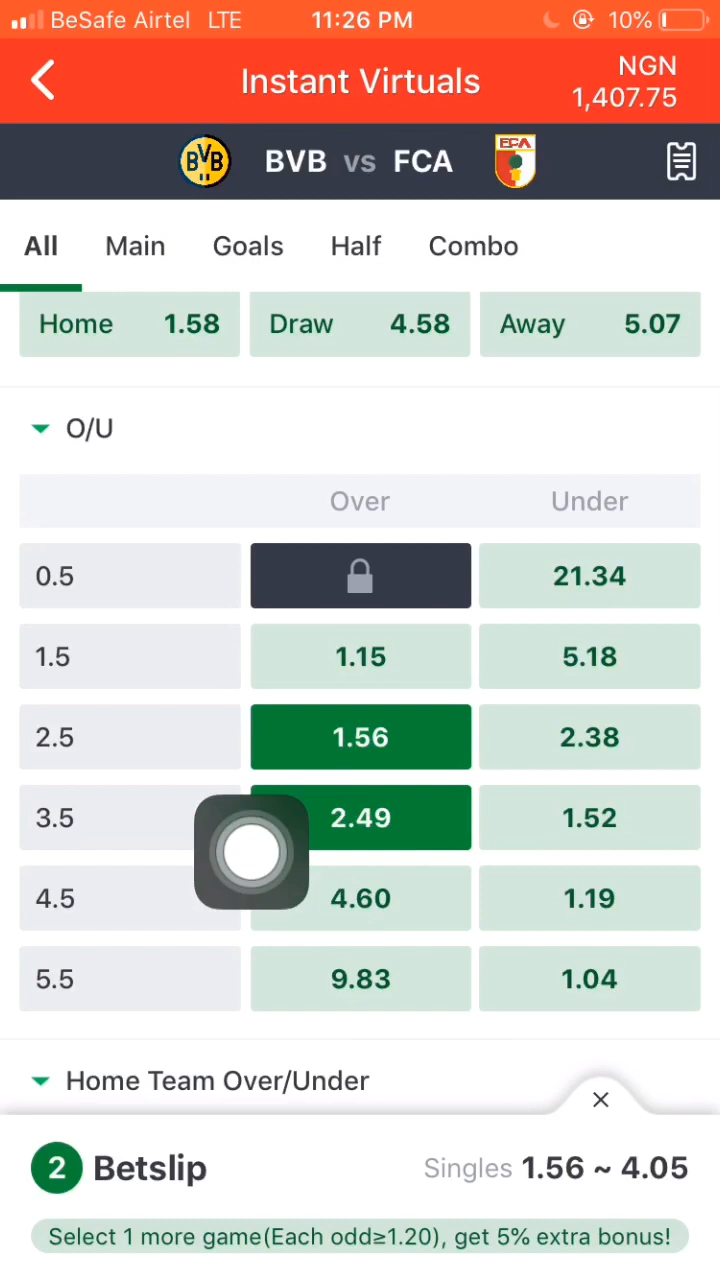 BeSafe Airtel LTE 11:26 PM 10%
Instant Virtuals NGN 1,407.75
BVB BVB vs FCA FCA
All Main Goals Half Combo
Home 1.58 Draw 4.58 Away 5.07
O/U
Over Under
0.5 21.34
1.5 1.15 5.18
2.5 1.56 2.38
3.5 2.49 1.52
4.5 4.60 1.19
5.5 9.83 1.04
Home Team Over/Under
2 Betslip Singles 1.56 ~ 4.05
Select 1 more game(Each odd≥1.20), get 5% extra bonus!